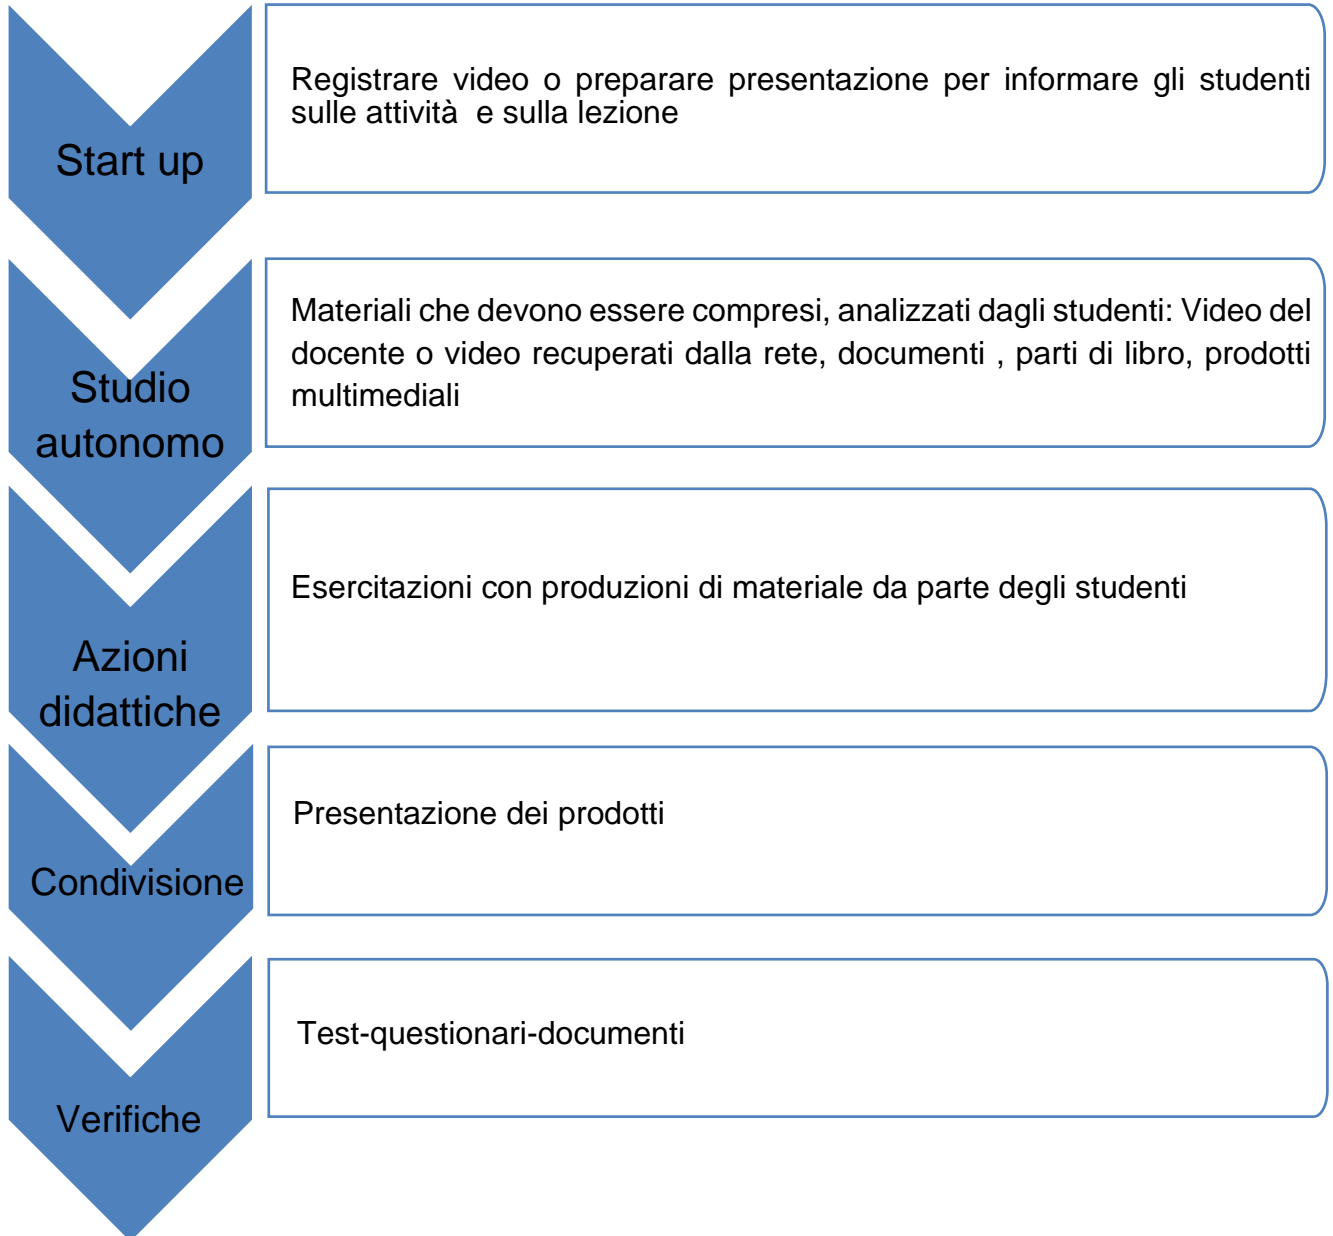 Start up
Registrare video o preparare presentazione per informare gli studenti
sulle attività  e sulla lezione
Studio
autonomo
Materiali che devono essere compresi, analizzati dagli studenti: Video del
docente o video recuperati dalla rete, documenti , parti di libro, prodotti
multimediali
Azioni
didattiche
Esercitazioni con produzioni di materiale da parte degli studenti
Condivisione
Presentazione dei prodotti
Verifiche
Test-questionari-documenti